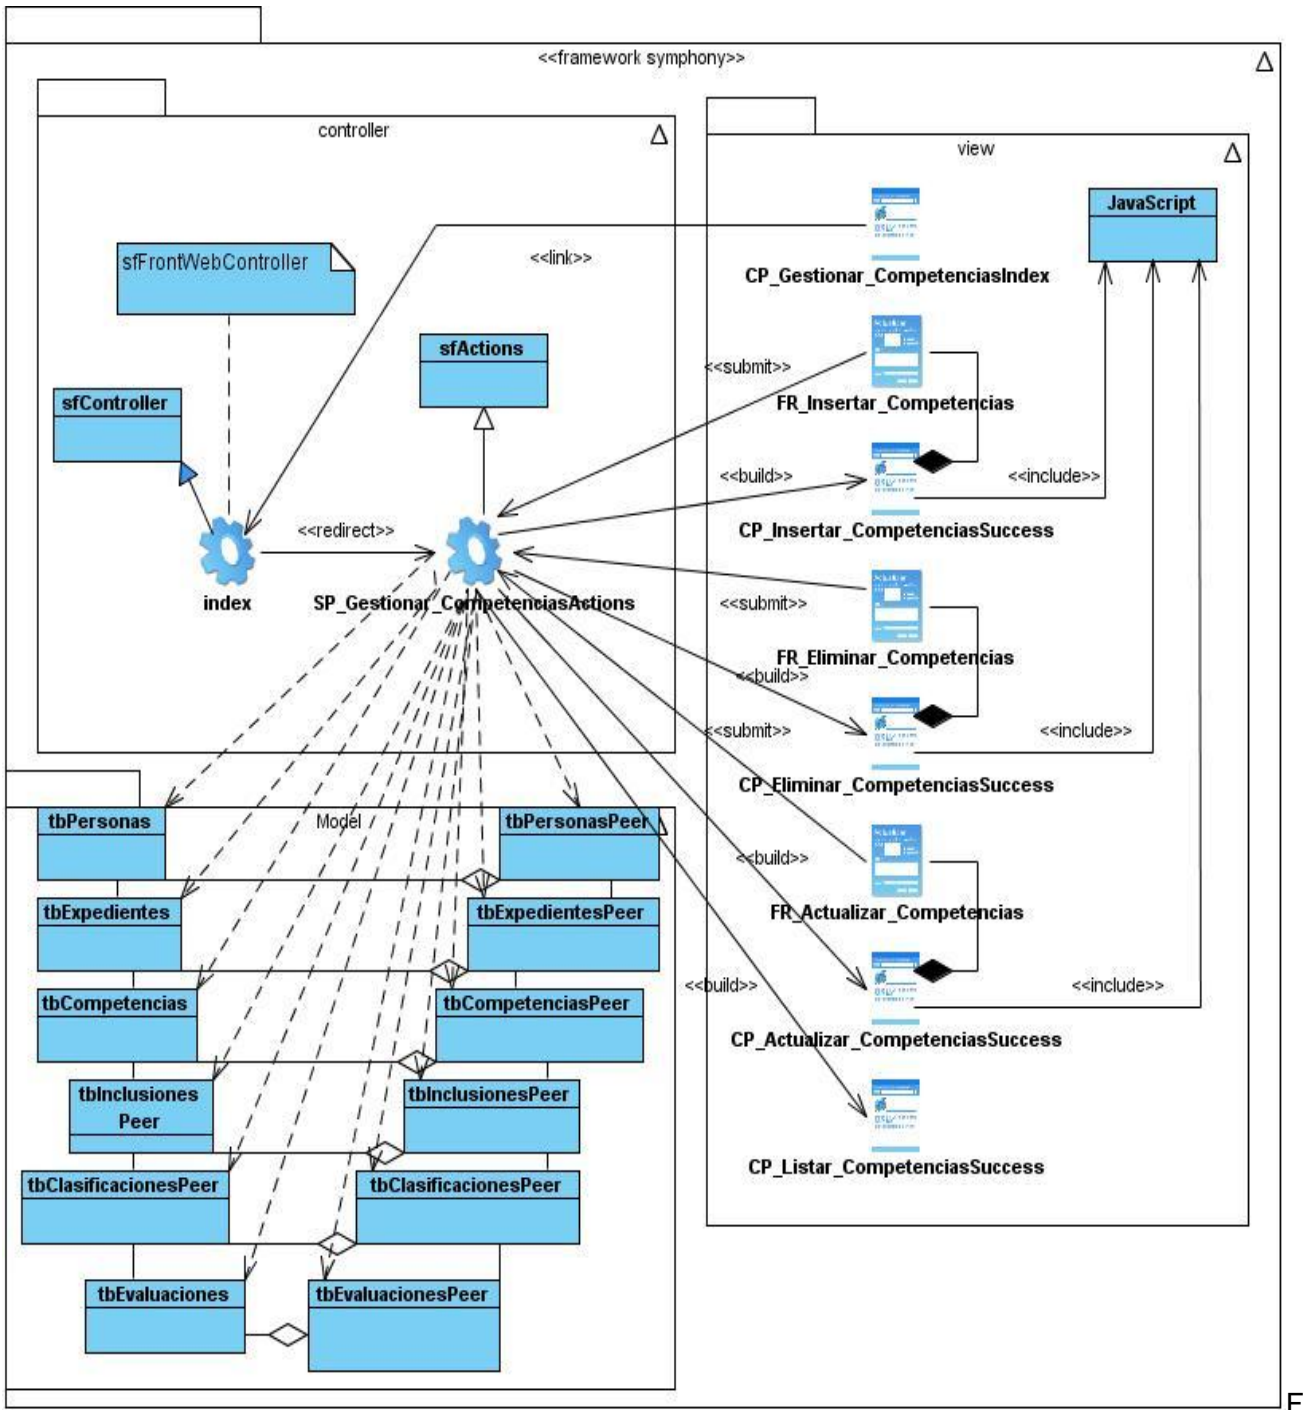 <<framework symphony>>
controller
view
JavaScript
CP_Gestionar_CompetenciasIndex
sfFrontWebController
<<link>>
sfActions
<<submit>>
FR_Insertar_Competencias
sfController
<<build>>
<<include>>
CP_Insertar_CompetenciasSuccess
<<redirect>>
index
SP_Gestionar_CompetenciasActions
<<submit>>
FR_Eliminar_Competencias
<<build>>
<<submit>>
<<include>>
CP_Eliminar_CompetenciasSuccess
Model
tbPersonas
tbPersonasPeer
<<build>>
tbExpedientes
tbExpedientesPeer
FR_Actualizar_Competencias
<<build>>
<<include>>
tbCompetencias
tbCompetenciasPeer
CP_Actualizar_CompetenciasSuccess
tbInclusiones
Peer
tbInclusionesPeer
CP_Listar_CompetenciasSuccess
tbClasificacionesPeer
tbClasificacionesPeer
tbEvaluaciones
tbEvaluacionesPeer